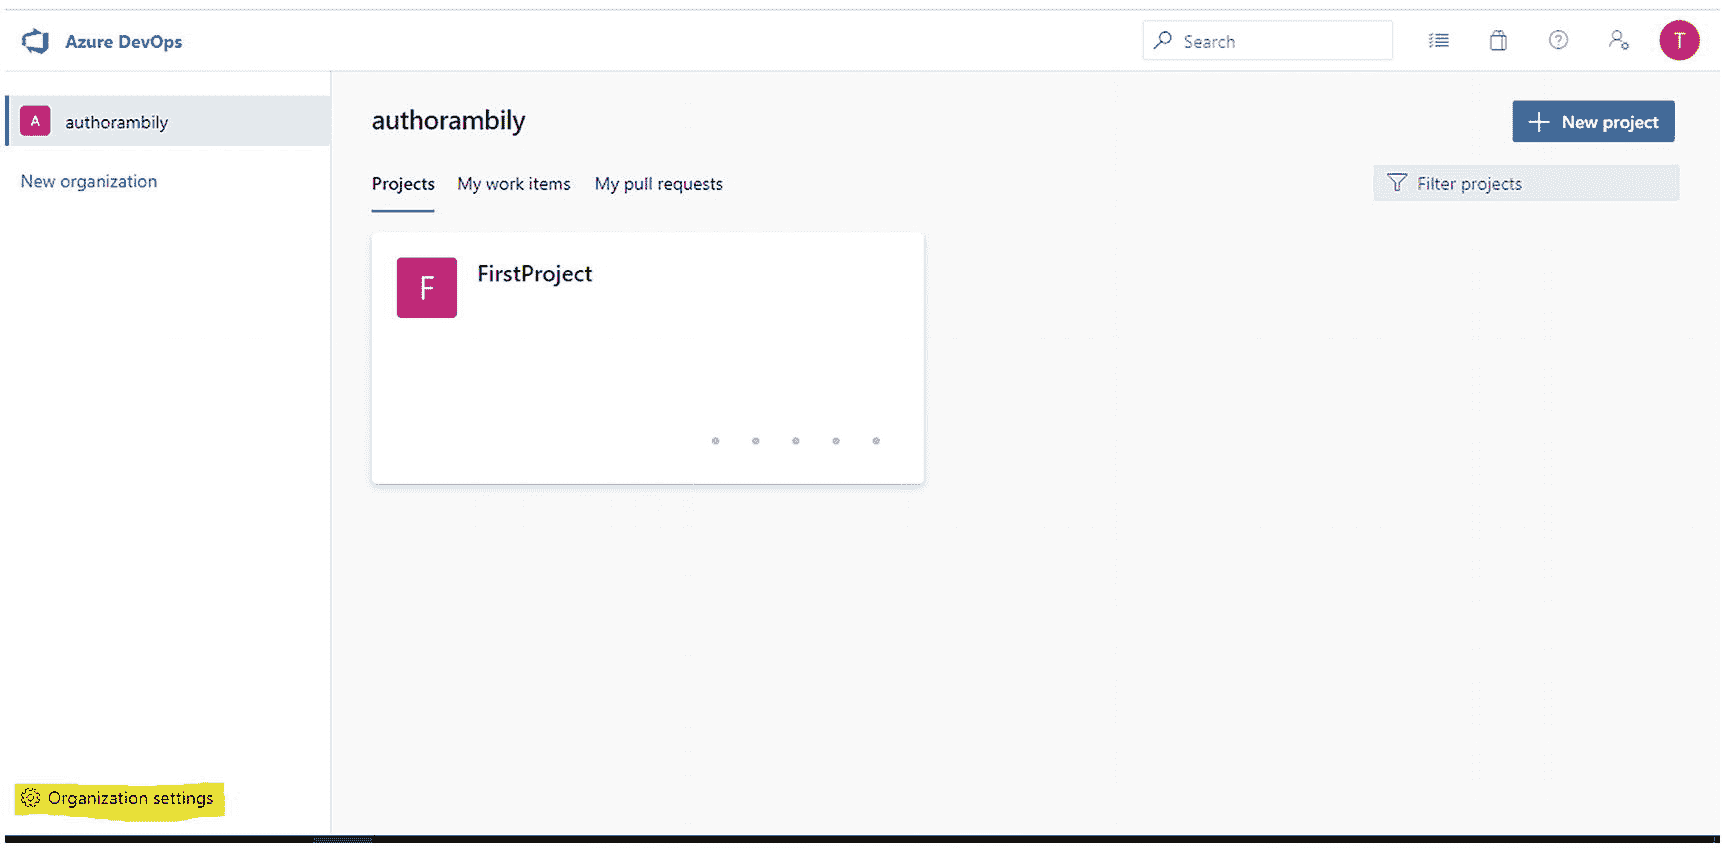 Azure DevOps
Search
T
A authorambily
New organization
authorambily
New project
Projects My work items My pull requests
Filter projects
F FirstProject
Organization settings